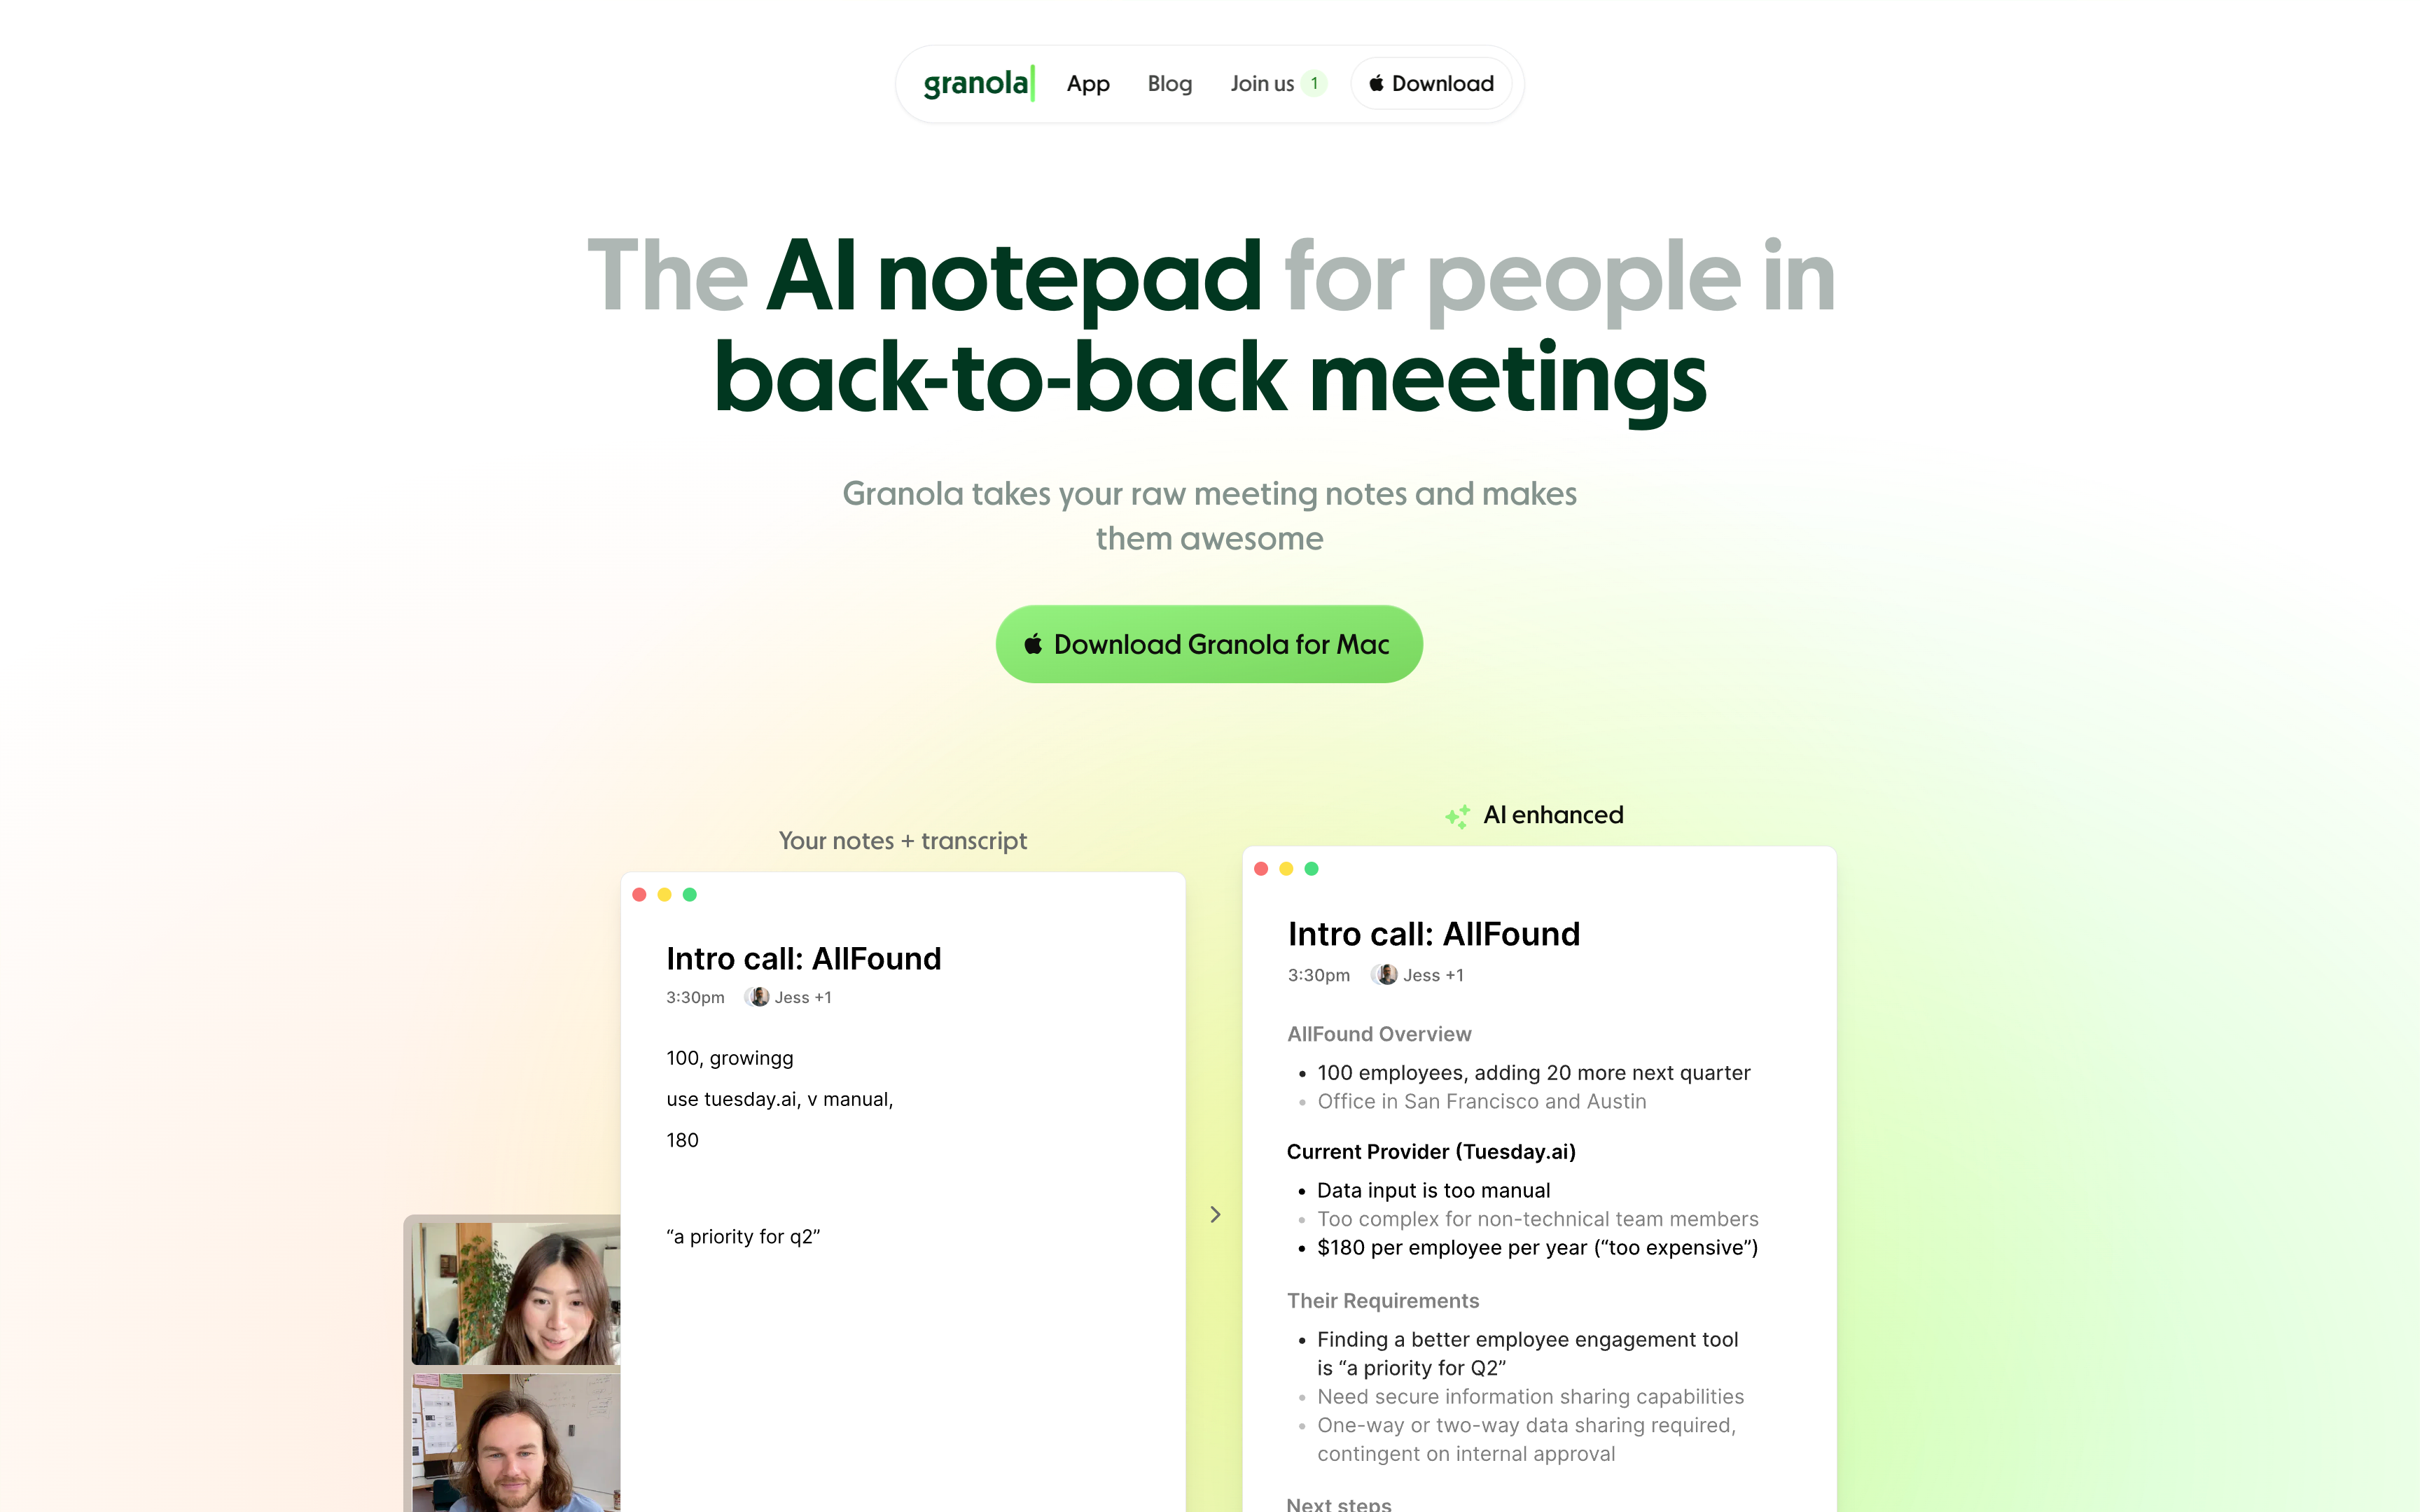 granola App Blog Join us 1 Download
The AI notepad for people in
back-to-back meetings
Granola takes your raw meeting notes and makes
them awesome
Download Granola for Mac
Your notes + transcript
Intro call: AllFound
3:30pm Jess +1
100, growingg
use tuesday.ai, v manual,
180
“a priority for q2”
AI enhanced
Intro call: AllFound
3:30pm Jess +1
AllFound Overview
• 100 employees, adding 20 more next quarter
• Office in San Francisco and Austin
Current Provider (Tuesday.ai)
• Data input is too manual
• Too complex for non-technical team members
• $180 per employee per year (“too expensive”)
Their Requirements
• Finding a better employee engagement tool
is “a priority for Q2”
• Need secure information sharing capabilities
• One-way or two-way data sharing required,
contingent on internal approval
Next steps